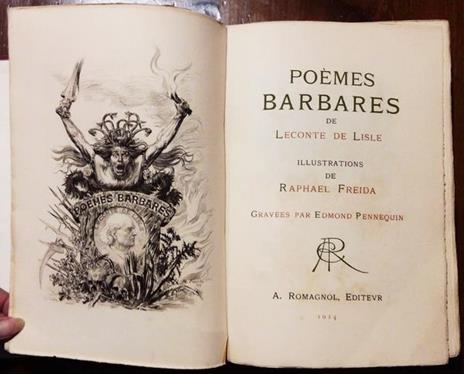 POÈMES BARBARES
POÈMES
BARBARES
DE
LECONTE DE LISLE
ILLUSTRATIONS
DE
RAPHAEL FREIDA
GRAVÉES PAR EDMOND PENNEQUIN
AR
A. ROMAGNOL, EDITEVR
1914